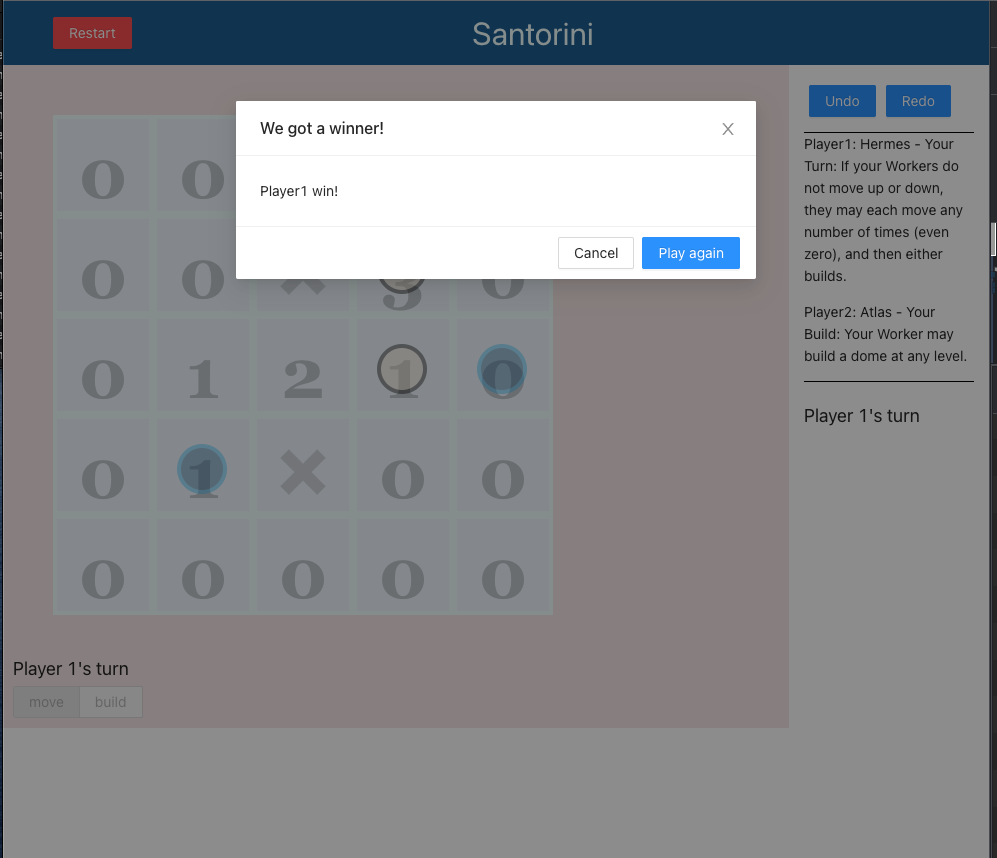 Restart
Santorini
Undo
Redo
We got a winner!
Player1 win!
Cancel
Play again
Player1: Hermes - Your
Turn: If your Workers do
not move up or down,
they may each move any
number of times (even
zero), and then either
builds.
Player2: Atlas - Your
Build: Your Worker may
build a dome at any level.
Player 1's turn
0 0
0 0 3 0
0 1 2 1 0
0 1 0 0
0 0 0 0 0
Player 1's turn
move
build